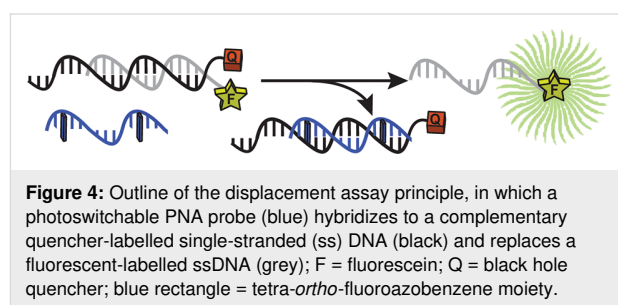 Q
F
F
Q
Figure 4: Outline of the displacement assay principle, in which a
photoswitchable PNA probe (blue) hybridizes to a complementary
quencher-labelled single-stranded (ss) DNA (black) and replaces a
fluorescent-labelled ssDNA (grey); F = fluorescein; Q = black hole
quencher; blue rectangle = tetra-ortho-fluoroazobenzene moiety.